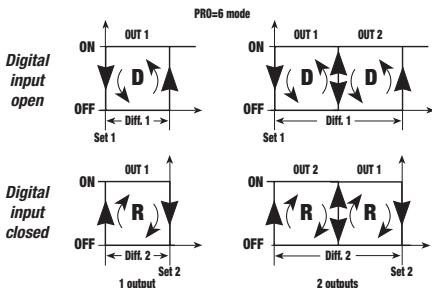 PRO=6 mode
Digital input open
ON OUT 1
D
OFF
Diff. 1
Set 1
OUT 1 OUT 2
D D
Diff. 1
Set 1
Digital input closed
ON OUT 1
R
OFF
Diff. 2
Set 2
1 output
ON OUT 2 OUT 1
R R
OFF
Diff. 2
Set 2
2 outputs